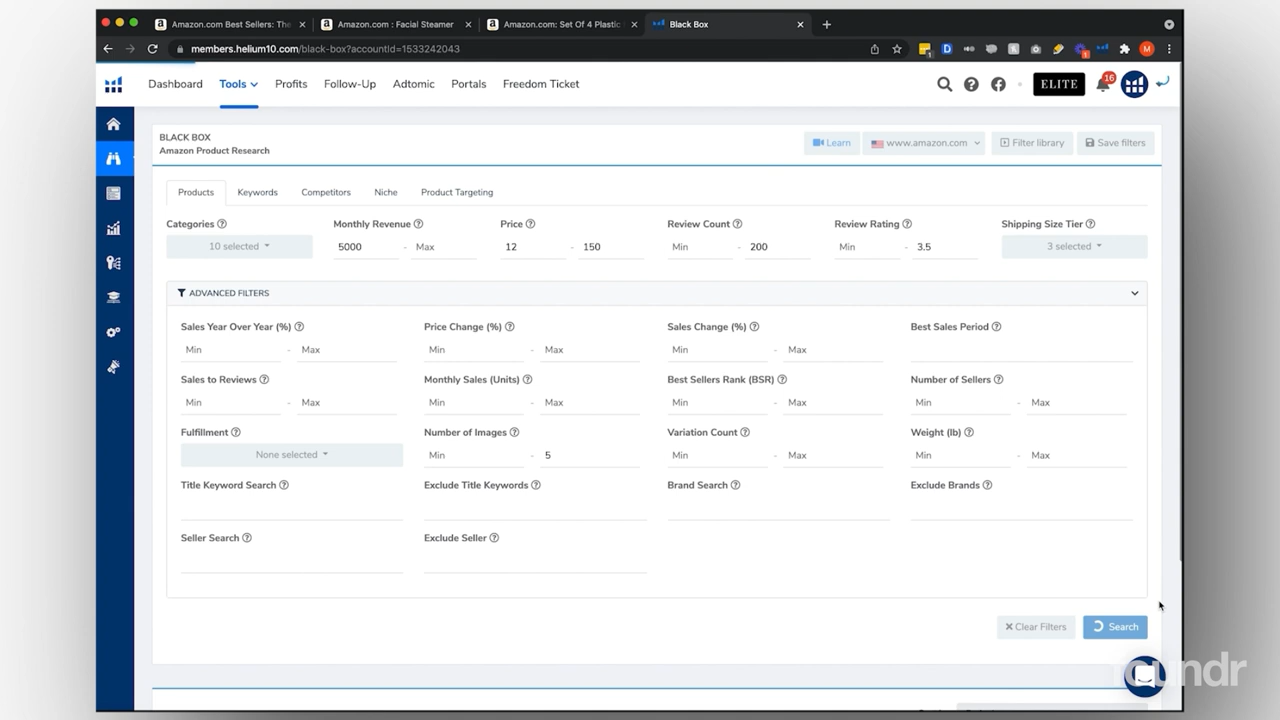 Amazon.com Best Sellers: The
Amazon.com : Facial Steamer
Amazon.com: Set Of 4 Plastic
Black Box
members.helium10.com/black-box?accountId=1533242043
Dashboard Tools Profits Follow-Up Adtomic Portals Freedom Ticket
ELITE 16
BLACK BOX
Amazon Product Research
Learn www.amazon.com Filter library Save filters
Products Keywords Competitors Niche Product Targeting
Categories Monthly Revenue Price Review Count Review Rating Shipping Size Tier
10 selected 5000 - Max 12 - 150 Min - 200 Min - 3.5 3 selected
ADVANCED FILTERS
Sales Year Over Year (%) Price Change (%) Sales Change (%) Best Sales Period
Min - Max Min - Max Min - Max
Sales to Reviews Monthly Sales (Units) Best Sellers Rank (BSR) Number of Sellers
Min - Max Min - Max Min - Max Min - Max
Fulfillment Number of Images Variation Count Weight (lb)
None selected Min - 5 Min - Max Min - Max
Title Keyword Search Exclude Title Keywords Brand Search Exclude Brands
Seller Search Exclude Seller
Clear Filters Search